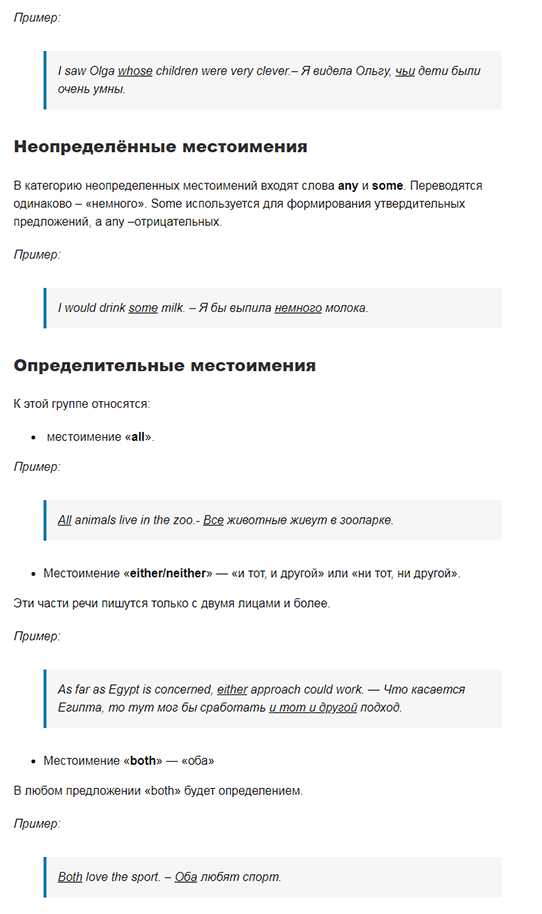 Пример:
I saw Olga whose children were very clever.– Я видела Ольгу, чьи дети были
очень умны.
Неопределённые местоимения
В категорию неопределенных местоимений входят слова any и some. Переводятся
одинаково – «немного». Some используется для формирования утвердительных
предложений, а any –отрицательных.
Пример:
I would drink some milk. – Я бы выпила немного молока.
Определительные местоимения
К этой группе относятся:
• местоимение «all».
Пример:
All animals live in the zoo.- Все животные живут в зоопарке.
• Местоимение «either/neither» — «и тот, и другой» или «ни тот, ни другой».
Эти части речи пишутся только с двумя лицами и более.
Пример:
As far as Egypt is concerned, either approach could work. — Что касается
Египта, то тут мог бы сработать и тот и другой подход.
• Местоимение «both» — «оба»
В любом предложении «both» будет определением.
Пример:
Both love the sport. – Оба любят спорт.